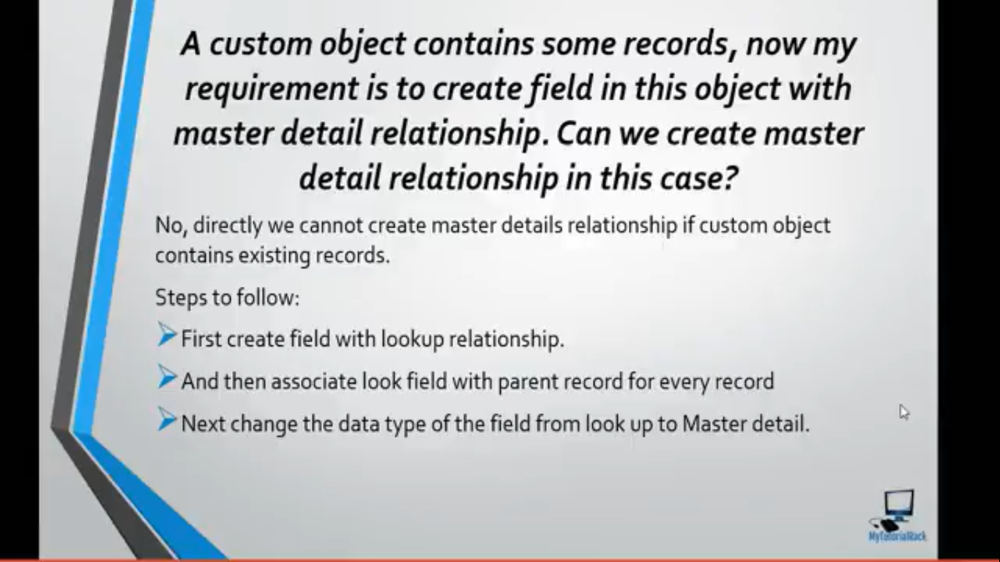 A custom object contains some records, now my
requirement is to create field in this object with
master detail relationship. Can we create master
detail relationship in this case?
No, directly we cannot create master details relationship if custom object
contains existing records.
Steps to follow:
First create field with lookup relationship.
And then associate look field with parent record for every record
Next change the data type of the field from look up to Master detail.
MyTutorialRack